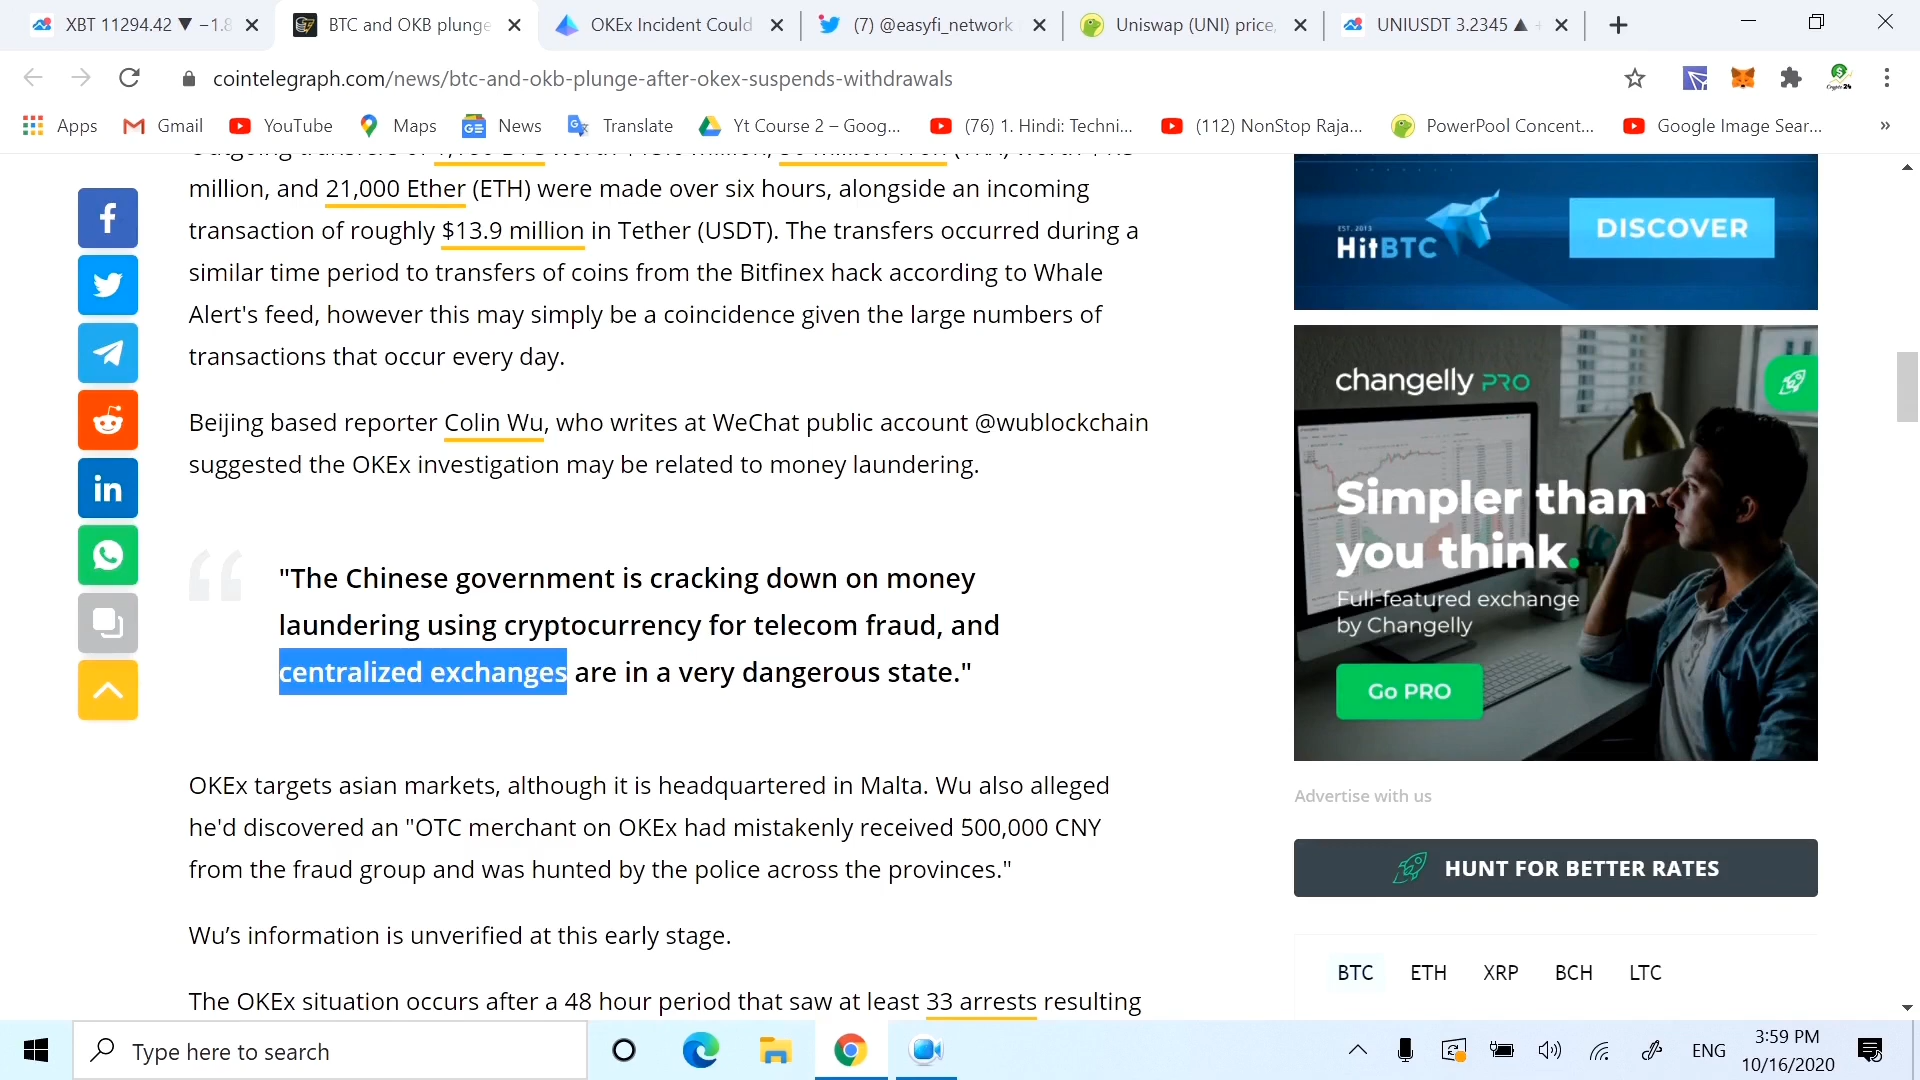 XBT 11294.42 ▼ −1.8
BTC and OKB plunge
OKEx Incident Could
(7) @easyfi_network
Uniswap (UNI) price,
UNIUSDT 3.2345 ▲
cointelegraph.com/news/btc-and-okb-plunge-after-okex-suspends-withdrawals
Apps
Gmail
YouTube
Maps
News
Translate
Yt Course 2 – Goog...
(76) 1. Hindi: Techni...
(112) NonStop Raja...
PowerPool Concent...
Google Image Sear...
million, and 21,000 Ether (ETH) were made over six hours, alongside an incoming
transaction of roughly $13.9 million in Tether (USDT). The transfers occurred during a
similar time period to transfers of coins from the Bitfinex hack according to Whale
Alert's feed, however this may simply be a coincidence given the large numbers of
transactions that occur every day.
Beijing based reporter Colin Wu, who writes at WeChat public account @wublockchain
suggested the OKEx investigation may be related to money laundering.
"The Chinese government is cracking down on money
laundering using cryptocurrency for telecom fraud, and
centralized exchanges are in a very dangerous state."
OKEx targets asian markets, although it is headquartered in Malta. Wu also alleged
he'd discovered an "OTC merchant on OKEx had mistakenly received 500,000 CNY
from the fraud group and was hunted by the police across the provinces."
Wu’s information is unverified at this early stage.
The OKEx situation occurs after a 48 hour period that saw at least 33 arrests resulting
EST. 2013
HitBTC
DISCOVER
changelly PRO
Simpler than
you think.
Full-featured exchange
by Changelly
Go PRO
Advertise with us
HUNT FOR BETTER RATES
BTC ETH XRP BCH LTC
Type here to search
ENG
3:59 PM
10/16/2020